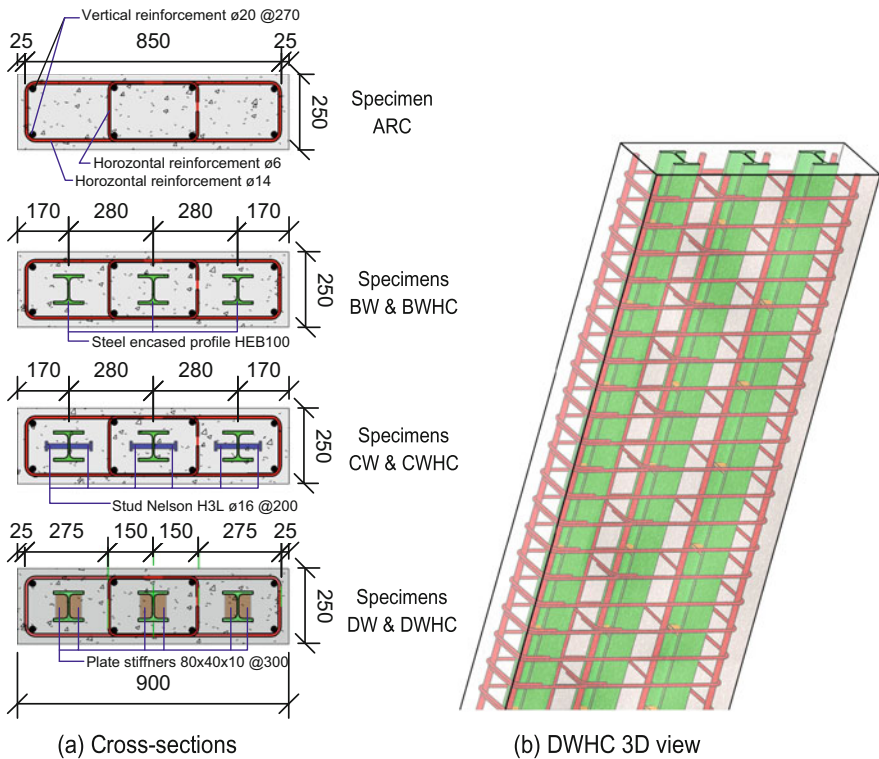 Vertical reinforcement ø20 @270
25 850 25
250
Specimen
ARC
Horozontal reinforcement ø6
Horozontal reinforcement ø14
170 280 280 170
250
Specimens
BW & BWHC
Steel encased profile HEB100
170 280 280 170
250
Specimens
CW & CWHC
Stud Nelson H3L ø16 @200
25 275 150 150 275 25
250
Specimens
DW & DWHC
Plate stiffners 80x40x10 @300
900
(a) Cross-sections
(b) DWHC 3D view